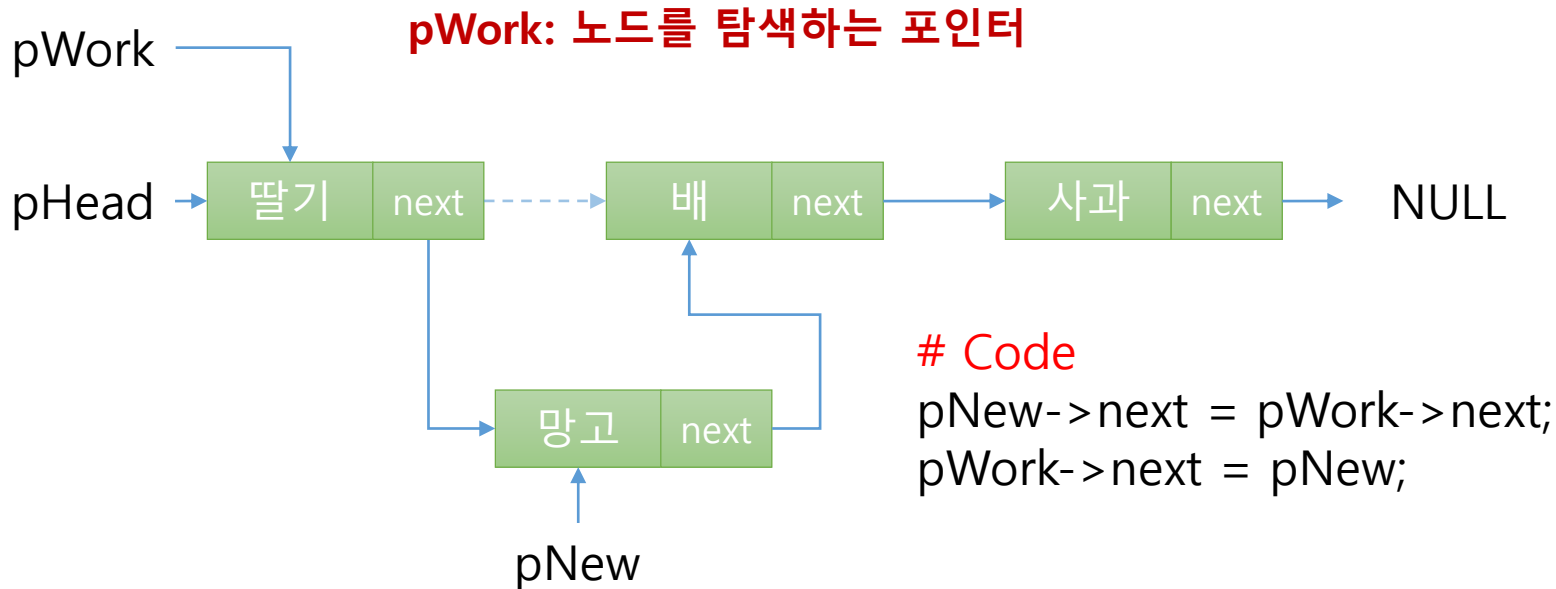 pWork: 노드를 탐색하는 포인터
pWork
pHead
딸기 next
배 next
사과 next
NULL
망고 next
pNew
# Code
pNew->next = pWork->next;
pWork->next = pNew;